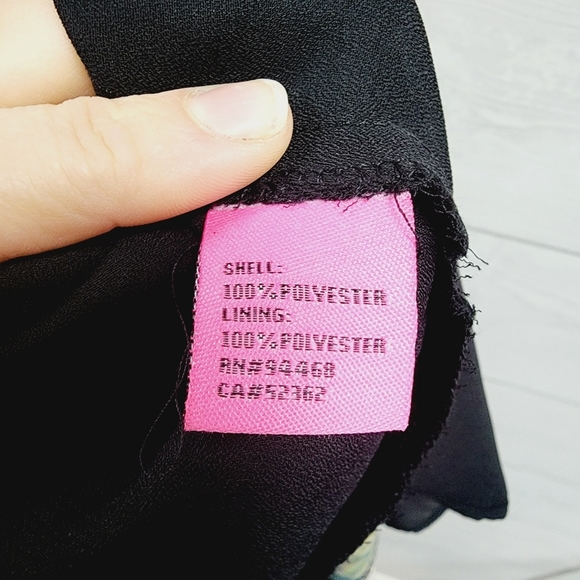 SHELL:
100%POLYESTER
LINING:
100%POLYESTER
RN#94468
CA#52362